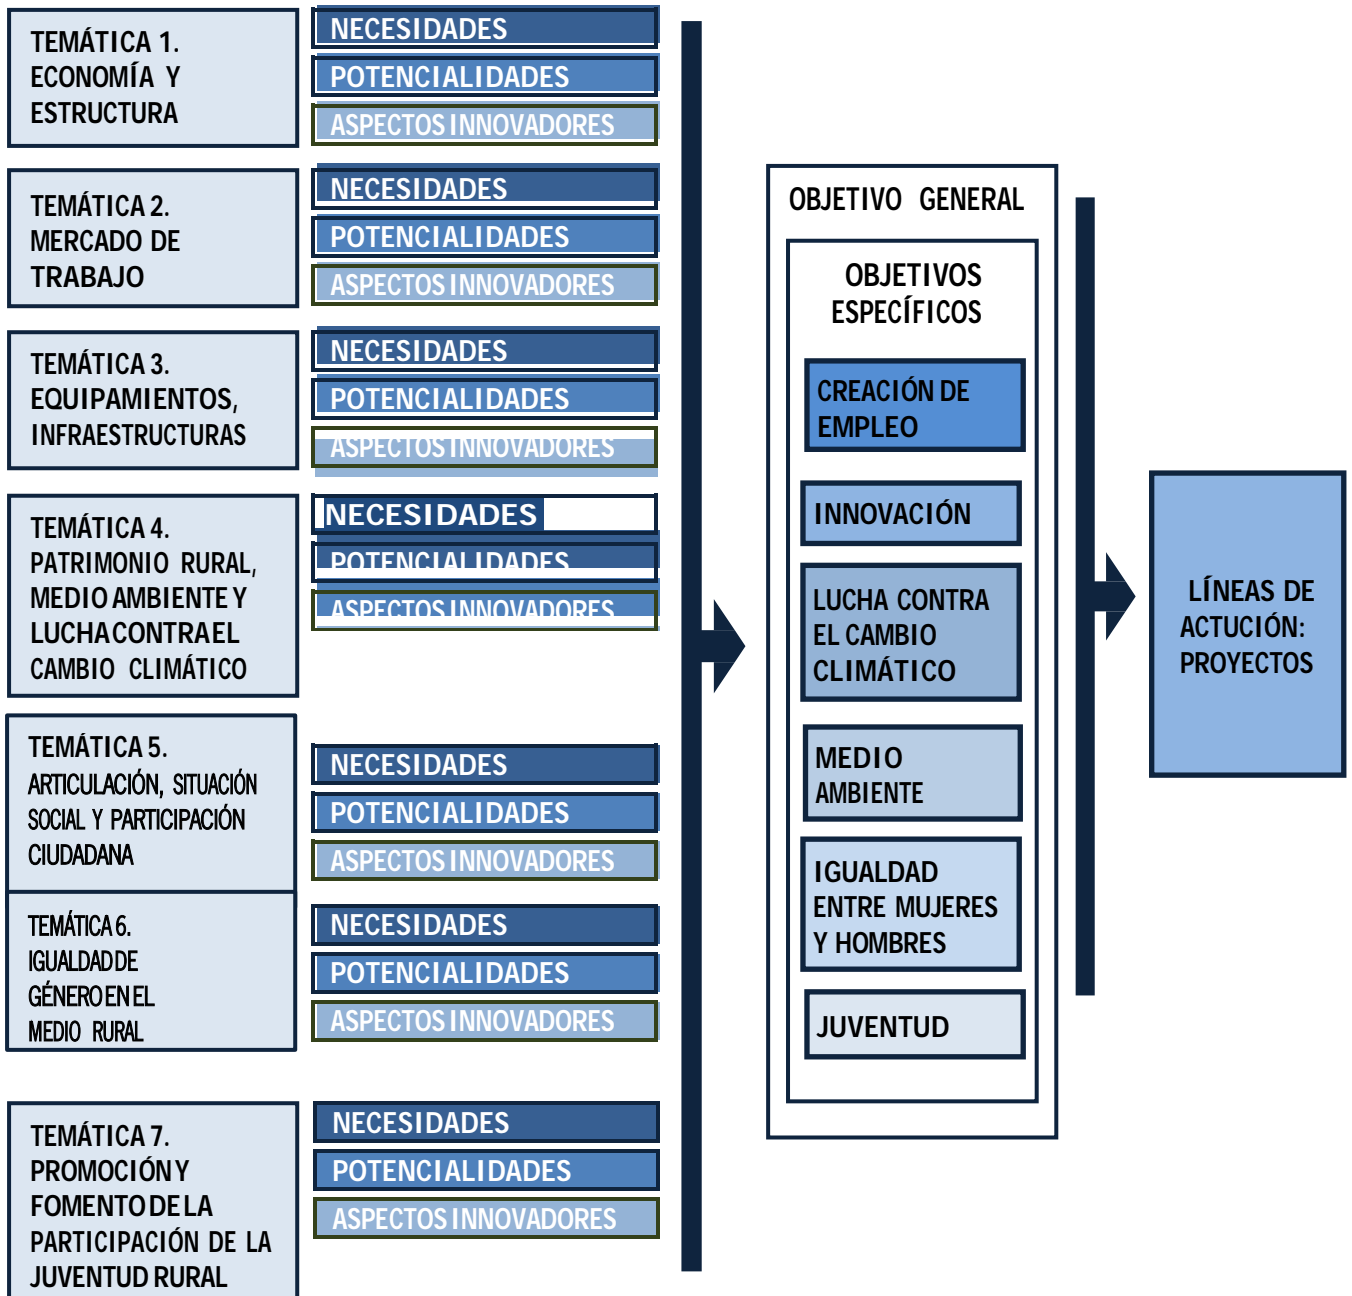 TEMÁTICA 1.
ECONOMÍA Y
ESTRUCTURA
NECESIDADES
POTENCIALIDADES
ASPECTOS INNOVADORES
TEMÁTICA 2.
MERCADO DE
TRABAJO
NECESIDADES
POTENCIALIDADES
ASPECTOS INNOVADORES
TEMÁTICA 3.
EQUIPAMIENTOS,
INFRAESTRUCTURAS
NECESIDADES
POTENCIALIDADES
ASPECTOS INNOVADORES
TEMÁTICA 4.
PATRIMONIO RURAL,
MEDIO AMBIENTE Y
LUCHA CONTRA EL
CAMBIO CLIMÁTICO
NECESIDADES
POTENCIALIDADES
ASPECTOS INNOVADORES
TEMÁTICA 5.
ARTICULACIÓN, SITUACIÓN
SOCIAL Y PARTICIPACIÓN
CIUDADANA
NECESIDADES
POTENCIALIDADES
ASPECTOS INNOVADORES
TEMÁTICA 6.
IGUALDAD DE
GÉNERO EN EL
MEDIO RURAL
NECESIDADES
POTENCIALIDADES
ASPECTOS INNOVADORES
TEMÁTICA 7.
PROMOCIÓN Y
FOMENTO DE LA
PARTICIPACIÓN DE LA
JUVENTUD RURAL
NECESIDADES
POTENCIALIDADES
ASPECTOS INNOVADORES
OBJETIVO GENERAL
OBJETIVOS
ESPECÍFICOS
CREACIÓN DE
EMPLEO
INNOVACIÓN
LUCHA CONTRA
EL CAMBIO
CLIMÁTICO
MEDIO
AMBIENTE
IGUALDAD
ENTRE MUJERES
Y HOMBRES
JUVENTUD
LÍNEAS DE
ACTUCIÓN:
PROYECTOS